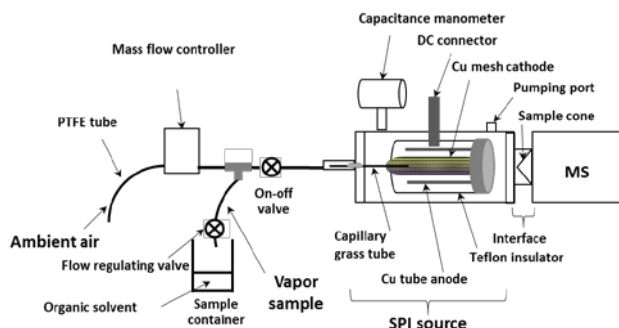 Capacitance manometer
DC connector
Mass flow controller
Cu mesh cathode
Pumping port
PTFE tube
Sample cone
MS
On-off
valve
Ambient air
Capillary
grass tube
Interface
Flow regulating valve
Vapor
sample
Teflon insulator
Cu tube anode
Organic solvent
Sample
container
SPI source